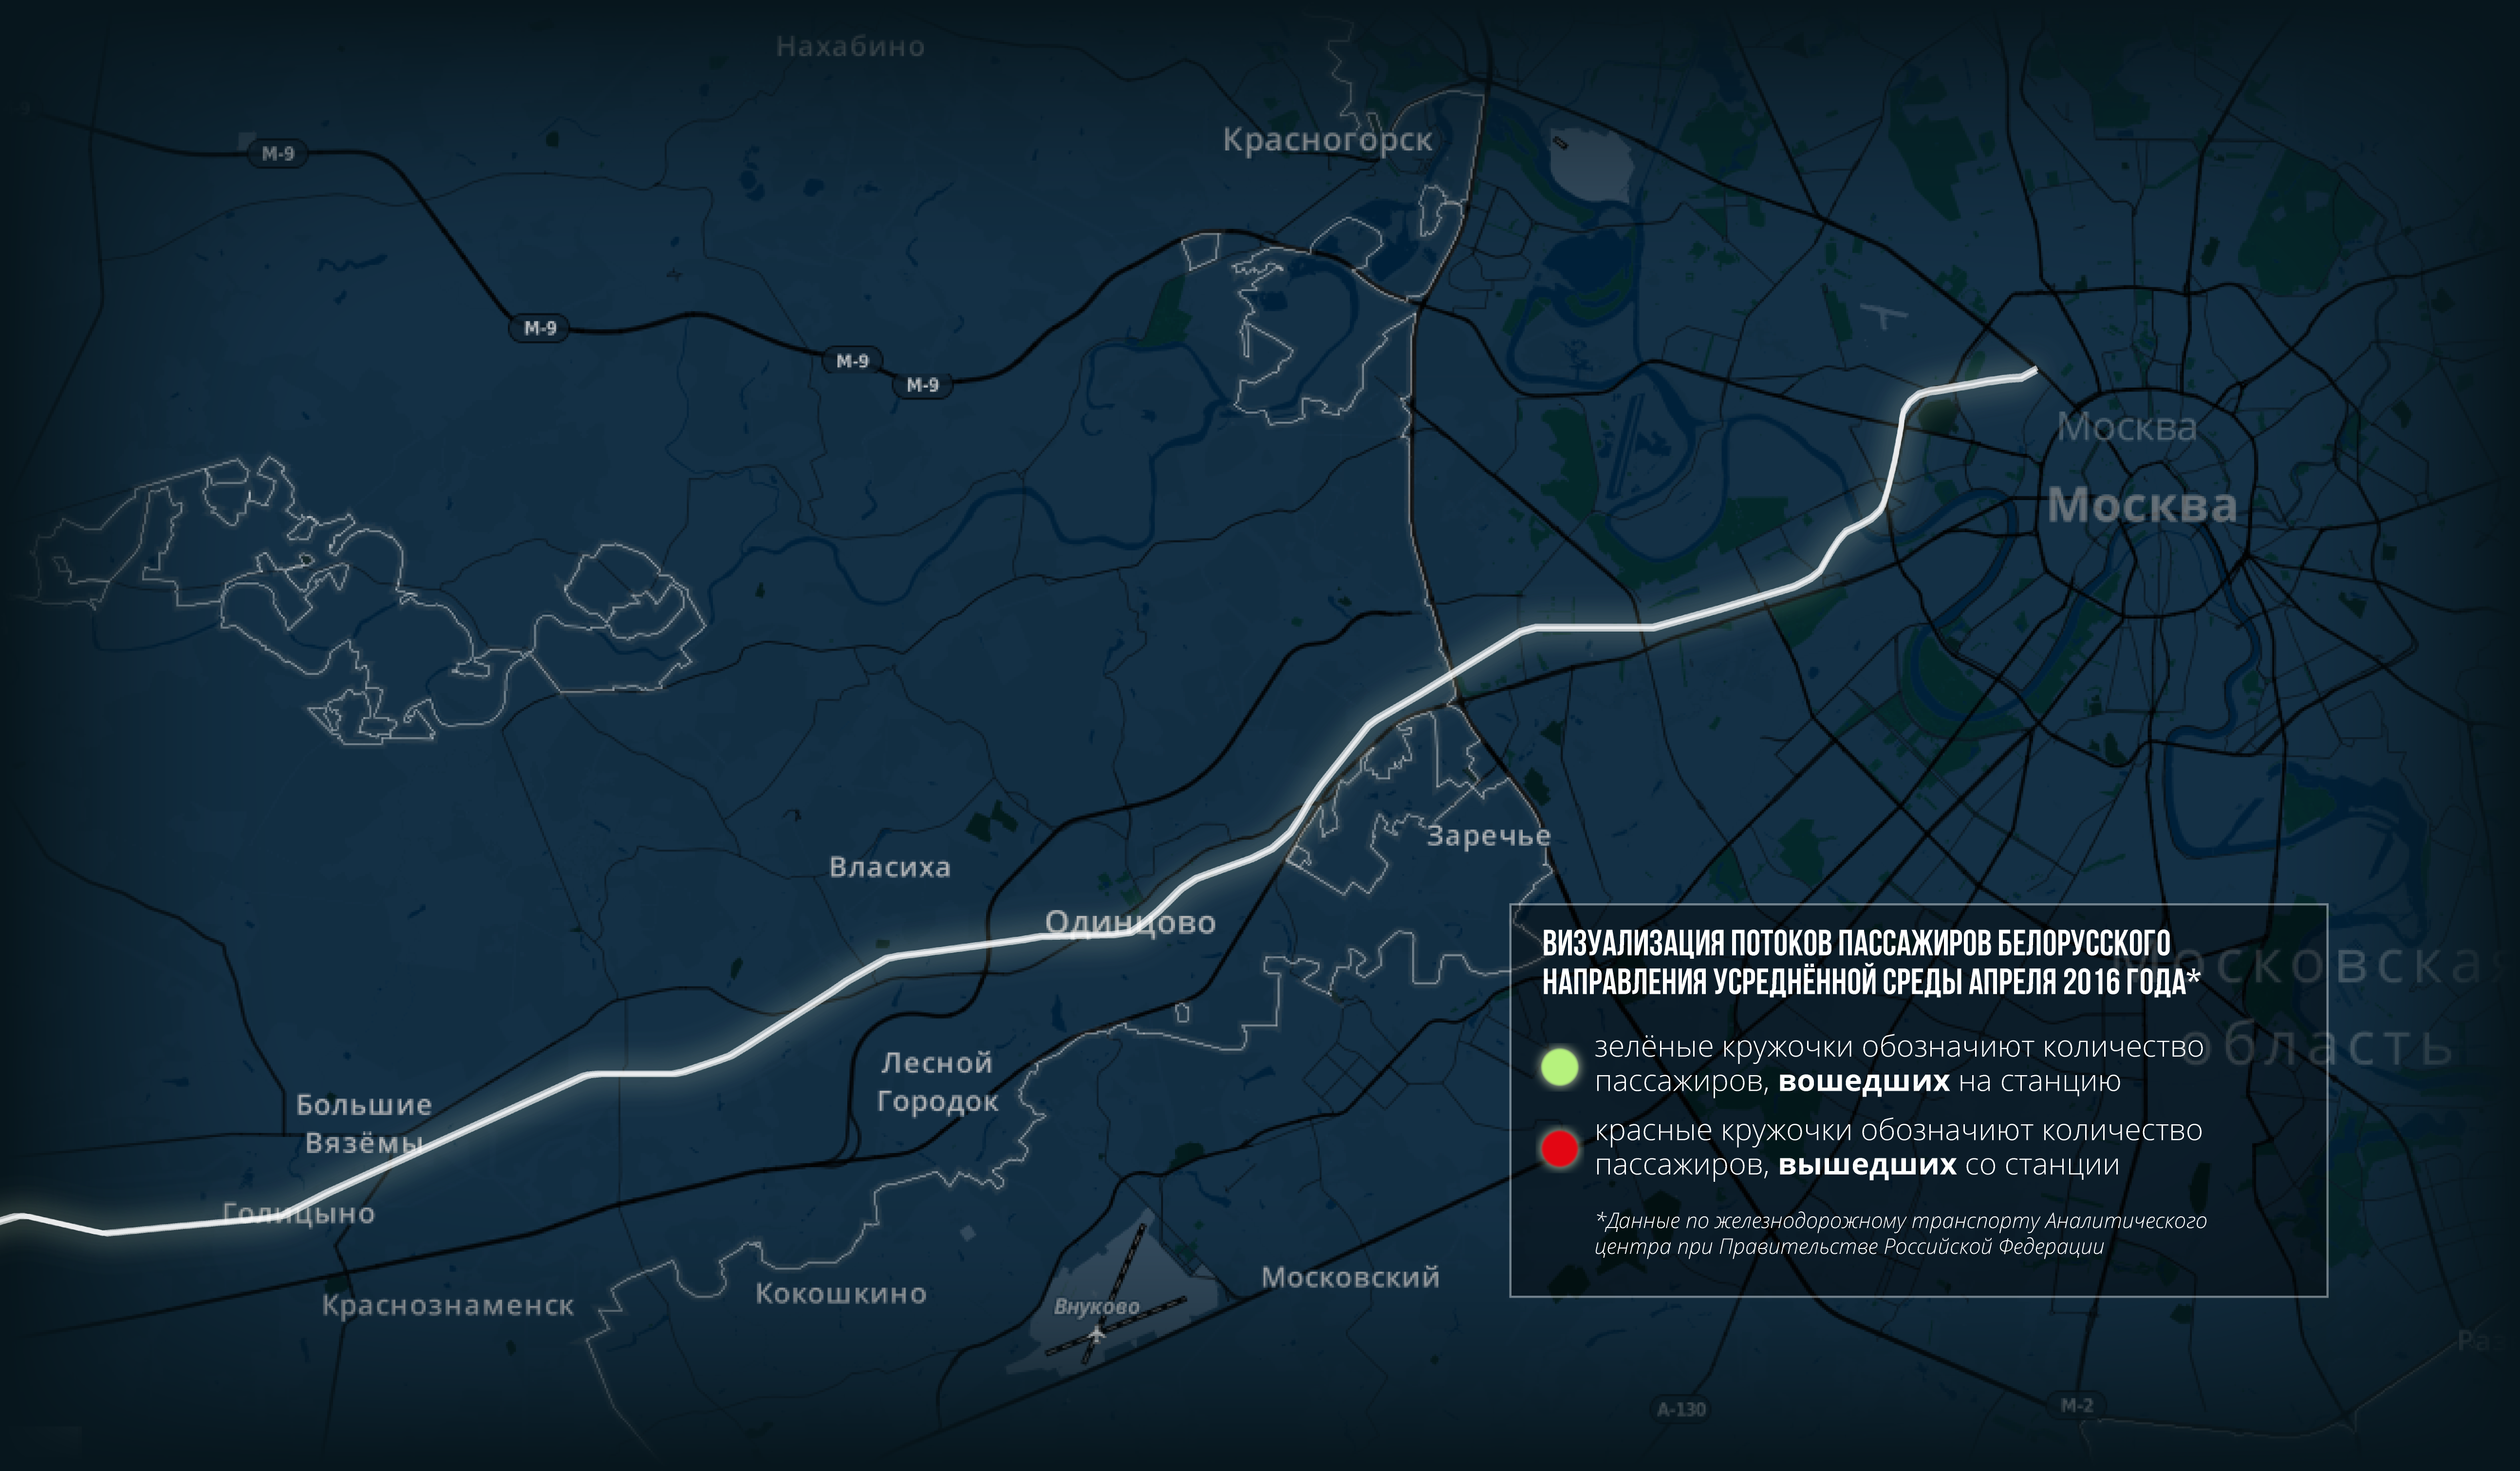 Нахабино
Красногорск
М-9
М-9
М-9
М-9
Москва
Москва
Заречье
Власиха
Одинцово
Лесной
Городок
Большие
Вязёмы
Голицыно
Краснознаменск
Кокошкино
Внуково
Московский
Московская
область
ВИЗУАЛИЗАЦИЯ ПОТОКОВ ПАССАЖИРОВ БЕЛОРУССКОГО
НАПРАВЛЕНИЯ УСРЕДНЁННОЙ СРЕДЫ АПРЕЛЯ 2016 ГОДА*
зелёные кружочки обозначиют количество
пассажиров, вошедших на станцию
красные кружочки обозначиют количество
пассажиров, вышедших со станции
*Данные по железнодорожному транспорту Аналитического
центра при Правительстве Российской Федерации
А-130
М-2